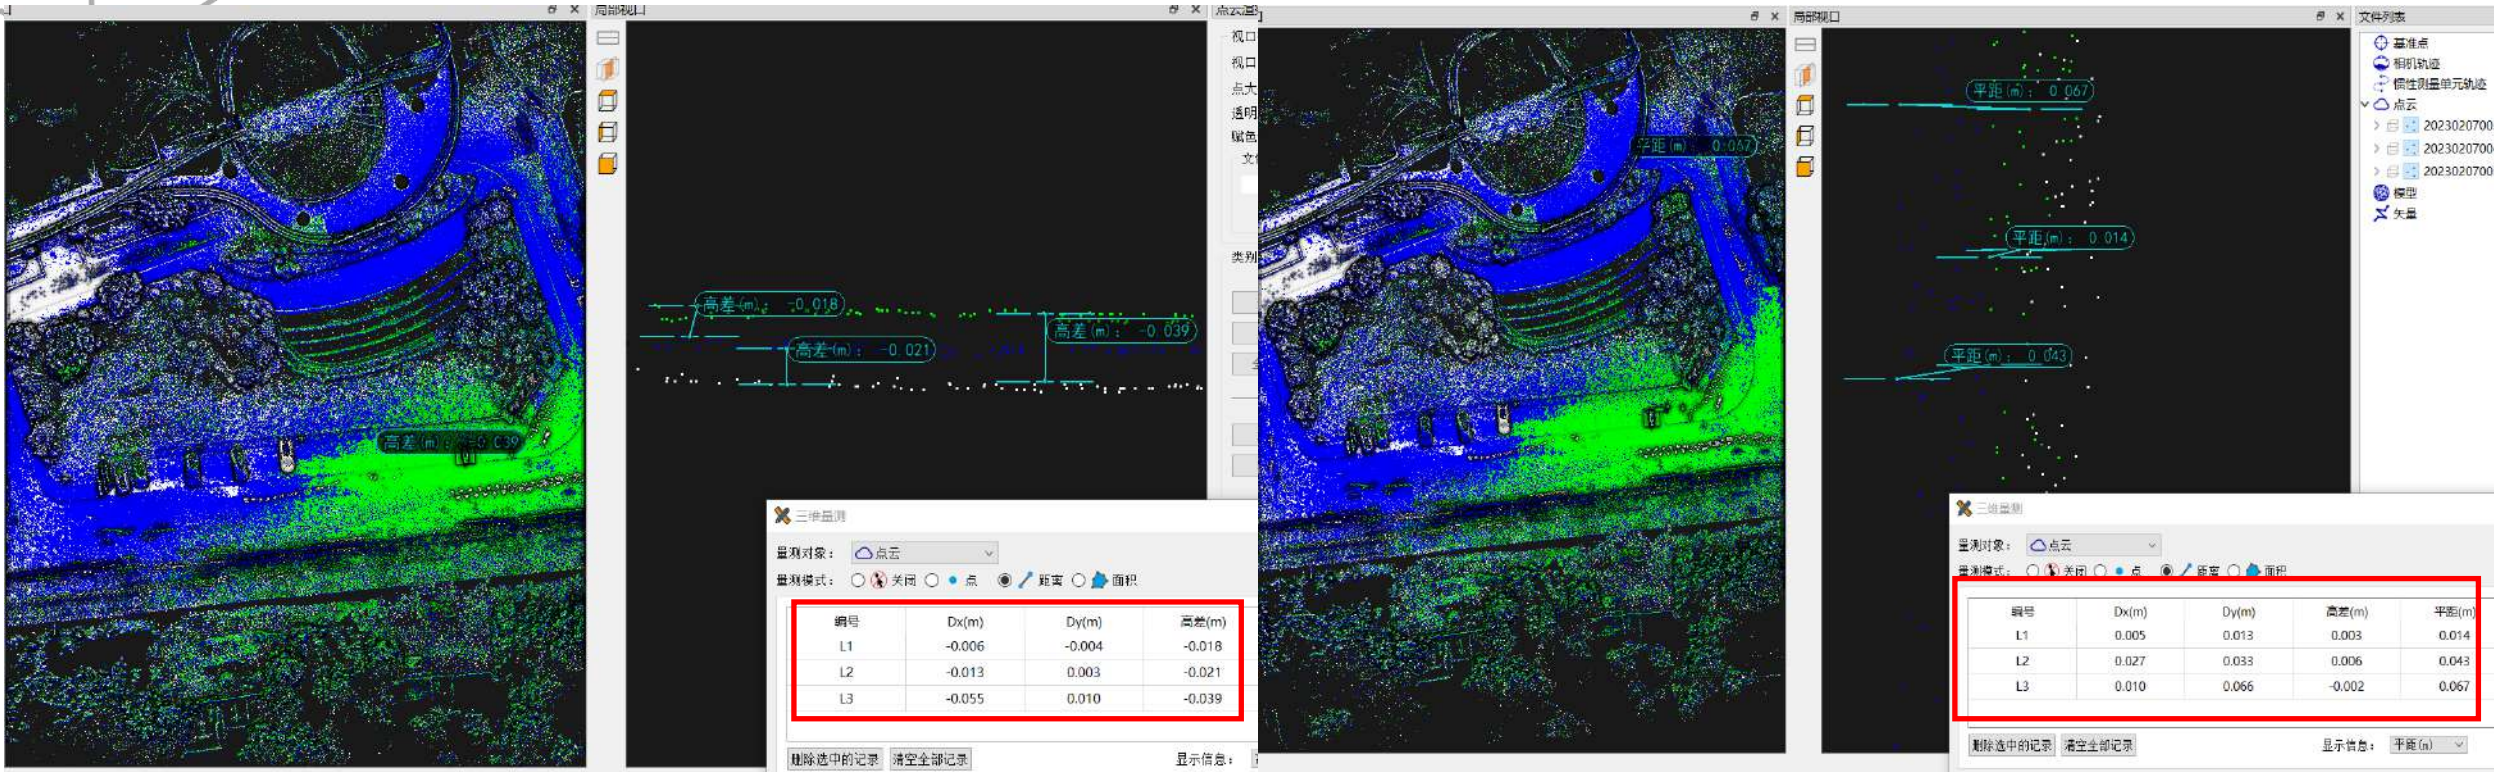 局部视口
点云渲
视口
视口
点大
透明
赋色
文件
类别
高差(m): -0.018
高差(m): -0.039
高差(m): -0.021
高差(m): -0.039
三维量测
量测对象: 点云
量测模式: 关闭 点 距离 面积
编号 Dx(m) Dy(m) 高差(m)
L1 -0.006 -0.004 -0.018
L2 -0.013 0.003 -0.021
L3 -0.055 0.010 -0.039
删除选中的记录 清空全部记录 显示信息:
局部视口
文件列表
基准点
相机轨迹
惯性测量单元轨迹
点云
2023020700
2023020700
2023020700
模型
矢量
平距(m): 0.067
平距(m): 0.067
平距(m): 0.014
平距(m): 0.043
三维量测
量测对象: 点云
量测模式: 关闭 点 距离 面积
编号 Dx(m) Dy(m) 高差(m) 平距(m)
L1 0.005 0.013 0.003 0.014
L2 0.027 0.033 0.006 0.043
L3 0.010 0.066 -0.002 0.067
删除选中的记录 清空全部记录 显示信息: 平距(m)